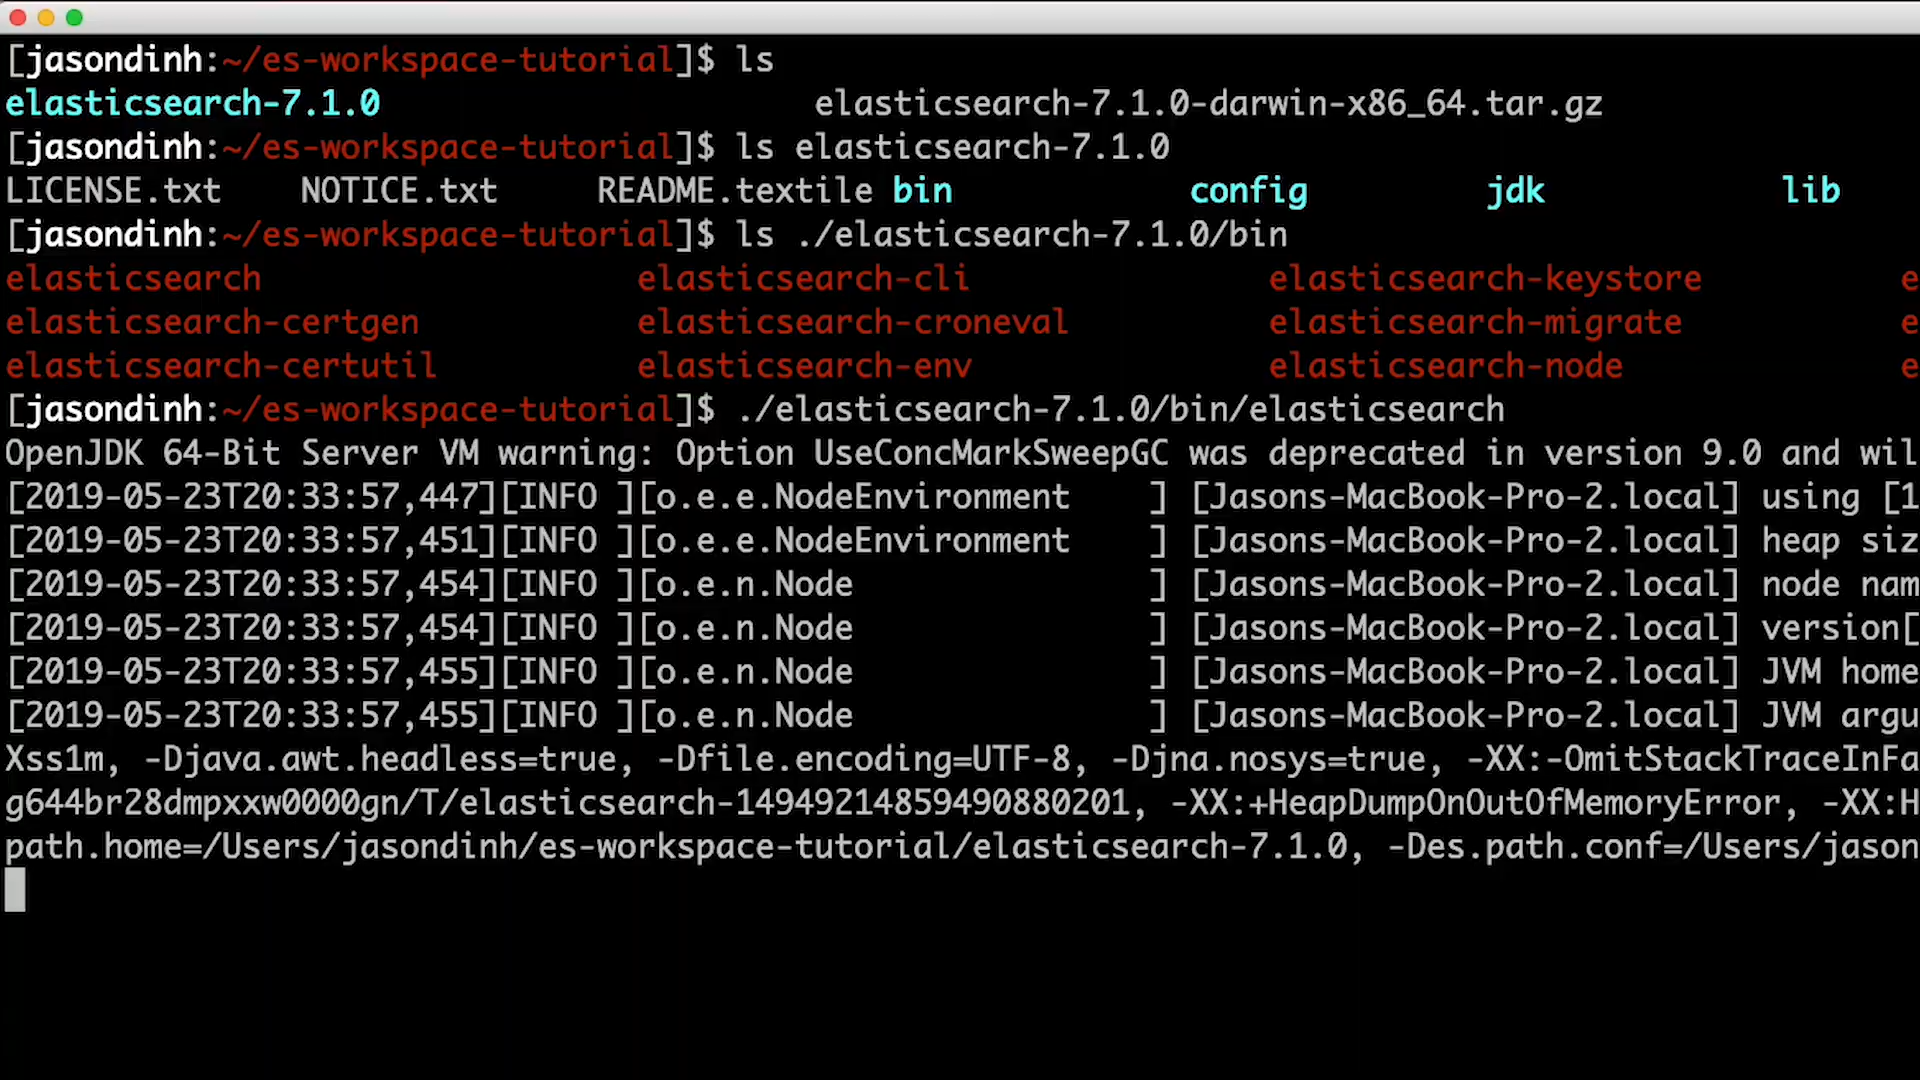 [jasondinh:~/es-workspace-tutorial]$ ls
elasticsearch-7.1.0 elasticsearch-7.1.0-darwin-x86_64.tar.gz
[jasondinh:~/es-workspace-tutorial]$ ls elasticsearch-7.1.0
LICENSE.txt NOTICE.txt README.textile bin config jdk lib
[jasondinh:~/es-workspace-tutorial]$ ls ./elasticsearch-7.1.0/bin
elasticsearch elasticsearch-cli elasticsearch-keystore e
elasticsearch-certgen elasticsearch-croneval elasticsearch-migrate e
elasticsearch-certutil elasticsearch-env elasticsearch-node e
[jasondinh:~/es-workspace-tutorial]$ ./elasticsearch-7.1.0/bin/elasticsearch
OpenJDK 64-Bit Server VM warning: Option UseConcMarkSweepGC was deprecated in version 9.0 and wil
[2019-05-23T20:33:57,447][INFO ][o.e.e.NodeEnvironment ] [Jasons-MacBook-Pro-2.local] using [1
[2019-05-23T20:33:57,451][INFO ][o.e.e.NodeEnvironment ] [Jasons-MacBook-Pro-2.local] heap siz
[2019-05-23T20:33:57,454][INFO ][o.e.n.Node ] [Jasons-MacBook-Pro-2.local] node nam
[2019-05-23T20:33:57,454][INFO ][o.e.n.Node ] [Jasons-MacBook-Pro-2.local] version[
[2019-05-23T20:33:57,455][INFO ][o.e.n.Node ] [Jasons-MacBook-Pro-2.local] JVM home
[2019-05-23T20:33:57,455][INFO ][o.e.n.Node ] [Jasons-MacBook-Pro-2.local] JVM argu
Xss1m, -Djava.awt.headless=true, -Dfile.encoding=UTF-8, -Djna.nosys=true, -XX:-OmitStackTraceInFa
g644br28dmpxxw0000gn/T/elasticsearch-14949214859490880201, -XX:+HeapDumpOnOutOfMemoryError, -XX:H
path.home=/Users/jasondinh/es-workspace-tutorial/elasticsearch-7.1.0, -Des.path.conf=/Users/jason